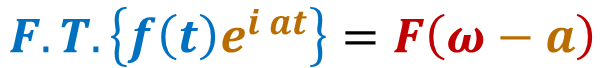 F.T.{f(t)e^{i at}} = F(ω − a)